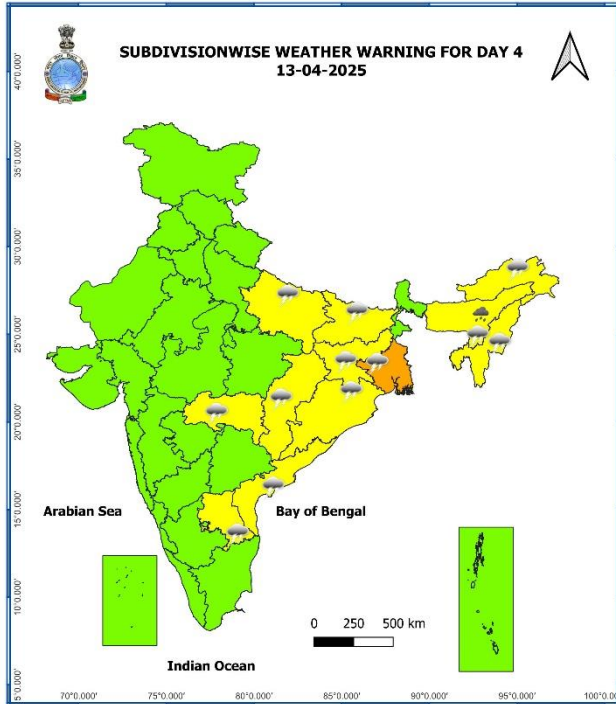 SUBDIVISIONWISE WEATHER WARNING FOR DAY 4
13-04-2025
40°0.000'
35°0.000'
30°0.000'
25°0.000'
20°0.000'
15°0.000'
10°0.000'
5°0.000'
Arabian Sea
Bay of Bengal
0 250 500 km
Indian Ocean
70°0.000' 75°0.000' 80°0.000' 85°0.000' 90°0.000' 95°0.000' 100°0.00